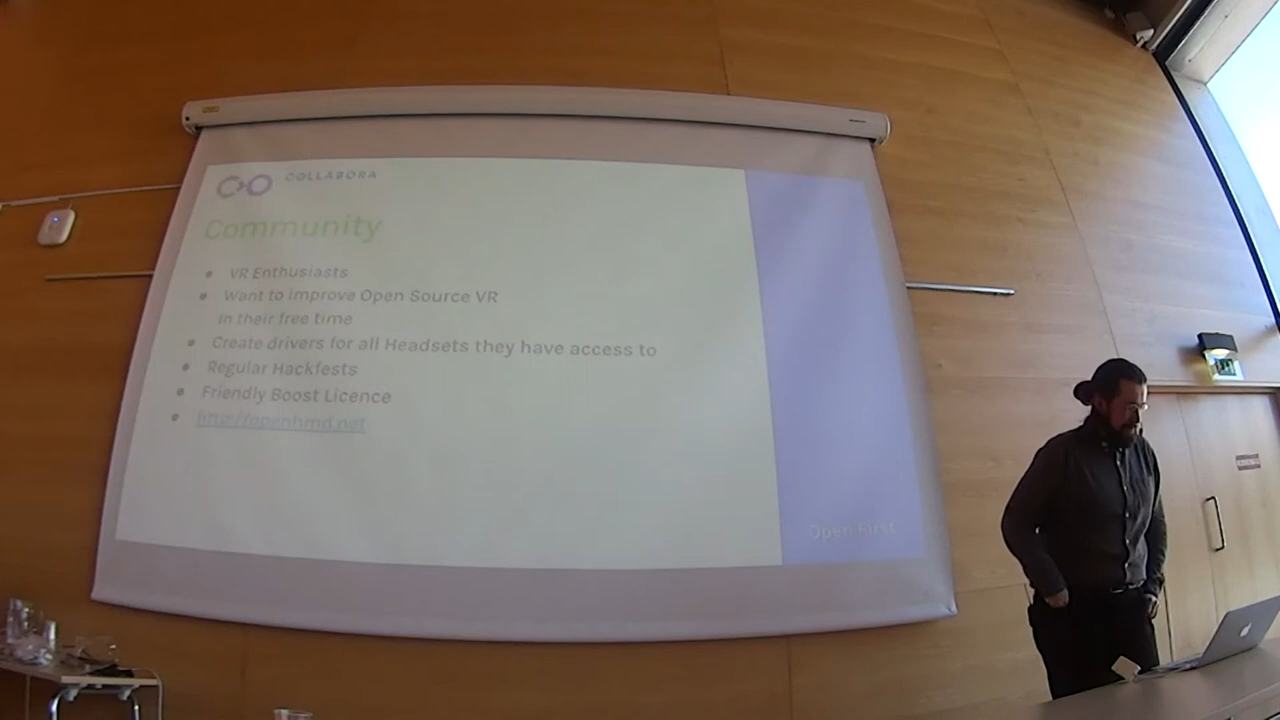 COLLABORA
Community
VR Enthusiasts
Want to improve Open Source VR
In their free time
Create drivers for all Headsets they have access to
Regular Hackfests
Friendly Boost Licence
http://openhmd.net
Open First